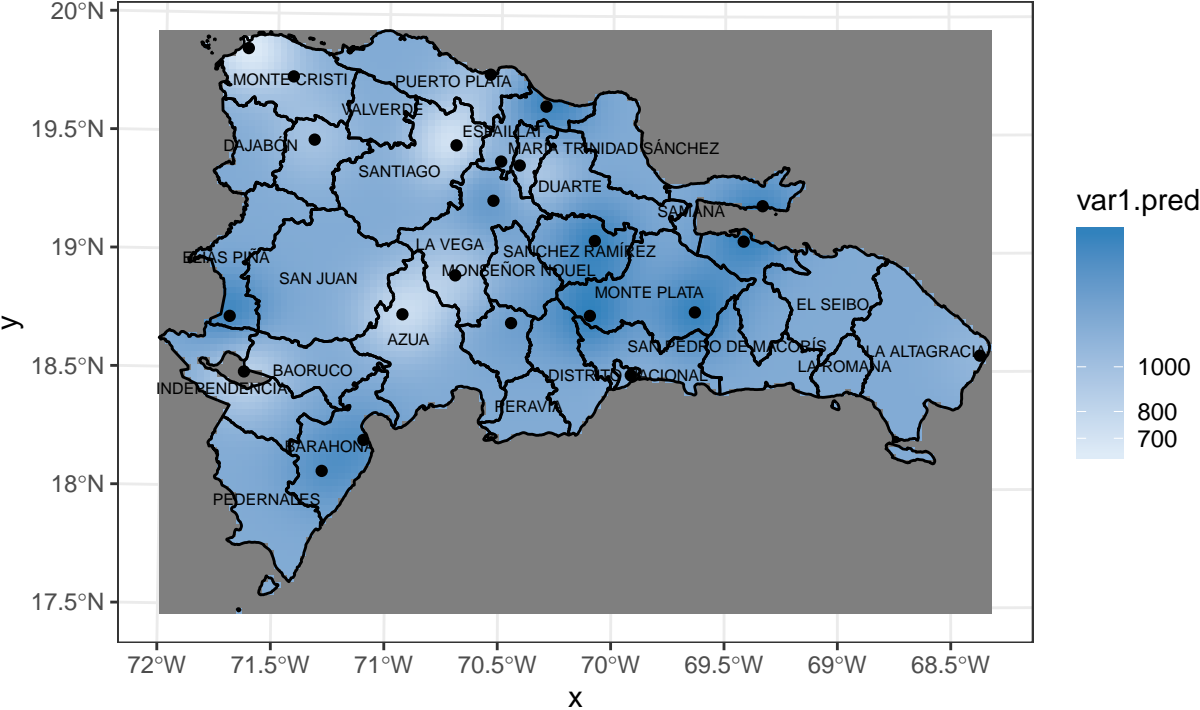 20°N
19.5°N
19°N
18.5°N
18°N
17.5°N
y
MONTE CRISTI
PUERTO PLATA
VALVERDE
ESPAILLAT
DAJABÓN
MARIA TRINIDAD SÁNCHEZ
SANTIAGO
DUARTE
SAMANÁ
LA VEGA
SANCHEZ RAMÍREZ
ELIAS PIÑA
MONSEÑOR NOUEL
SAN JUAN
MONTE PLATA
EL SEIBO
AZUA
SAN PEDRO DE MACORÍS
LA ALTAGRACIA
LA ROMANA
BAORUCO
DISTRITO NACIONAL
INDEPENDENCIA
PERAVIA
BARAHONA
PEDERNALES
72°W
71.5°W
71°W
70.5°W
70°W
69.5°W
69°W
68.5°W
x
var1.pred
1000
800
700